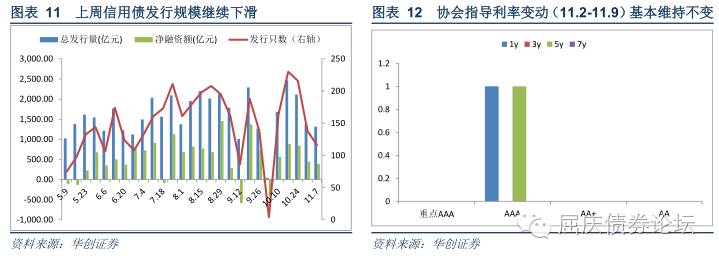 图表 11 上周信用债发行规模继续下滑
总发行量(亿元) 净融资额(亿元) 发行只数（右轴）
3,000.00
2,500.00
2,000.00
1,500.00
1,000.00
500.00
0.00
-500.00
-1,000.00
250
200
150
100
50
0
5.9 5.23 6.6 6.20 7.4 7.18 8.1 8.15 8.29 9.12 9.26 10.10 10.24 11.7
资料来源：华创证券
图表 12 协会指导利率变动（11.2-11.9）基本维持不变
1y 3y 5y 7y
1.2
1
0.8
0.6
0.4
0.2
0
重点AAA AAA AA+ AA
屈庆债券论坛
资料来源：华创证券